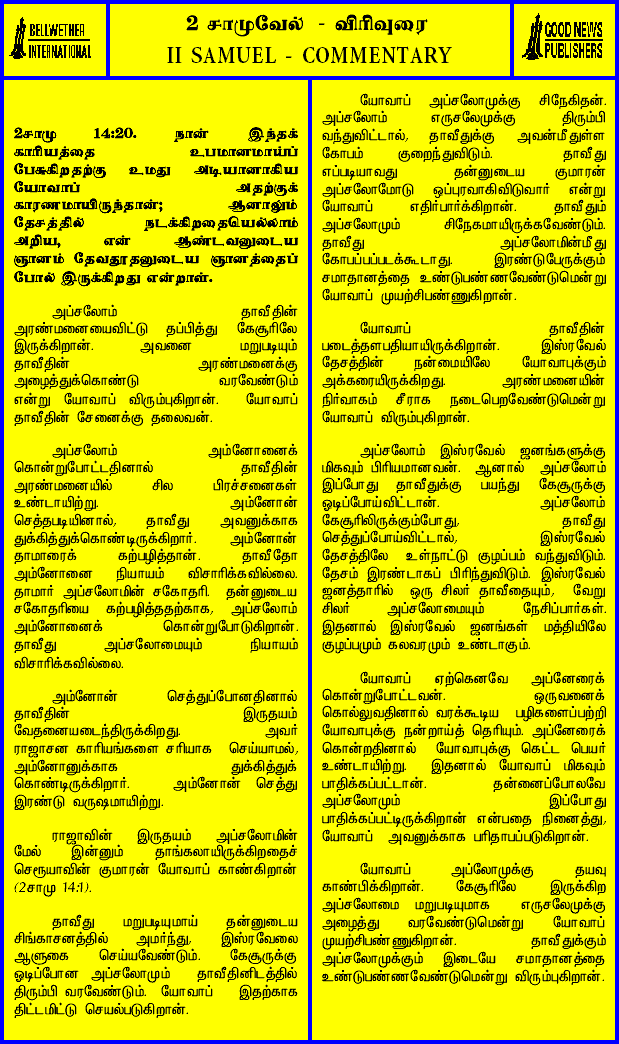 BELLWETHER
INTERNATIONAL
2 சாமுவேல் - விரிவுரை
II SAMUEL - COMMENTARY
GOOD NEWS
PUBLISHERS
2சாமு 14:20. நான் இந்தக்
காரியத்தை உபமானமாய்ப்
பேசுகிறதற்கு உமது அடியானாகிய
யோவாப் அதற்குக்
காரணமாயிருந்தான்; ஆனாலும்
தேசத்தில் நடக்கிறதையெல்லாம்
அறிய, என் ஆண்டவனுடைய
ஞானம் தேவதூதனுடைய ஞானத்தைப்
போல் இருக்கிறது என்றாள்.
அப்சலோம் தாவீதின்
அரண்மனையைவிட்டு தப்பித்து கேசூரிலே
இருக்கிறான். அவனை மறுபடியும்
தாவீதின் அரண்மனைக்கு
அழைத்துக்கொண்டு வரவேண்டும்
என்று யோவாப் விரும்புகிறான். யோவாப்
தாவீதின் சேனைக்கு தலைவன்.
அப்சலோம் அம்னோனைக்
கொன்றுபோட்டதினால் தாவீதின்
அரண்மனையில் சில பிரச்சனைகள்
உண்டாயிற்று. அம்னோன்
செத்தபடியினால், தாவீது அவனுக்காக
துக்கித்துக்கொண்டிருக்கிறார். அம்னோன்
தாமாரைக் கற்பழித்தான். தாவீதோ
அம்னோனை நியாயம் விசாரிக்கவில்லை.
தாமார் அப்சலோமின் சகோதரி. தன்னுடைய
சகோதரியை கற்பழித்ததற்காக, அப்சலோம்
அம்னோனைக் கொன்றுபோடுகிறான்.
தாவீது அப்சலோமையும் நியாயம்
விசாரிக்கவில்லை.
அம்னோன் செத்துப்போனதினால்
தாவீதின் இருதயம்
வேதனையடைந்திருக்கிறது. அவர்
ராஜாசன காரியங்களை சரியாக செய்யாமல்,
அம்னோனுக்காக துக்கித்துக்
கொண்டிருக்கிறார். அம்னோன் செத்து
இரண்டு வருஷமாயிற்று.
ராஜாவின் இருதயம் அப்சலோமின்
மேல் இன்னும் தாங்கலாயிருக்கிறதைச்
செரூயாவின் குமாரன் யோவாப் காண்கிறான்
(2சாமு 14:1).
தாவீது மறுபடியுமாய் தன்னுடைய
சிங்காசனத்தில் அமர்ந்து, இஸ்ரவேலை
ஆளுகை செய்யவேண்டும். கேசூருக்கு
ஓடிப்போன அப்சலோமும் தாவீதினிடத்தில்
திரும்பி வரவேண்டும். யோவாப் இதற்காக
திட்டமிட்டு செயல்படுகிறான்.
யோவாப் அப்சலோமுக்கு சிநேகிதன்.
அப்சலோம் எருசலேமுக்கு திரும்பி
வந்துவிட்டால், தாவீதுக்கு அவன்மீதுள்ள
கோபம் குறைந்துவிடும். தாவீது
எப்படியாவது தன்னுடைய குமாரன்
அப்சலோமோடு ஒப்புரவாகிவிடுவார் என்று
யோவாப் எதிர்பார்க்கிறான். தாவீதும்
அப்சலோமும் சிநேகமாயிருக்கவேண்டும்.
தாவீது அப்சலோமின்மீது
கோபப்பப்படக்கூடாது. இரண்டுபேருக்கும்
சமாதானத்தை உண்டுபண்ணவேண்டுமென்று
யோவாப் முயற்சிபண்ணுகிறான்.
யோவாப் தாவீதின்
படைத்தளபதியாயிருக்கிறான். இஸ்ரவேல்
தேசத்தின் நன்மையிலே யோவாபுக்கும்
அக்கரையிருக்கிறது. அரண்மனையின்
நிர்வாகம் சீராக நடைபெறவேண்டுமென்று
யோவாப் விரும்புகிறான்.
அப்சலோம் இஸ்ரவேல் ஜனங்களுக்கு
மிகவும் பிரியமானவன். ஆனால் அப்சலோம்
இப்போது தாவீதுக்கு பயந்து கேசூருக்கு
ஓடிப்போய்விட்டான். அப்சலோம்
கேசூரிலிருக்கும்போது, தாவீது
செத்துப்போய்விட்டால், இஸ்ரவேல்
தேசத்திலே உள்நாட்டு குழப்பம் வந்துவிடும்.
தேசம் இரண்டாகப் பிரிந்துவிடும். இஸ்ரவேல்
ஜனத்தாரில் ஒரு சிலர் தாவீதையும், வேறு
சிலர் அப்சலோமையும் நேசிப்பார்கள்.
இதனால் இஸ்ரவேல் ஜனங்கள் மத்தியிலே
குழப்பமும் கலவரமும் உண்டாகும்.
யோவாப் ஏற்கெனவே அப்னேரைக்
கொன்றுபோட்டவன். ஒருவனைக்
கொல்லுவதினால் வரக்கூடிய பழிகளைப்பற்றி
யோவாபுக்கு நன்றாய்த் தெரியும். அப்னேரைக்
கொன்றதினால் யோவாபுக்கு கெட்ட பெயர்
உண்டாயிற்று. இதனால் யோவாப் மிகவும்
பாதிக்கப்பட்டான். தன்னைப்போலவே
அப்சலோமும் இப்போது
பாதிக்கப்பட்டிருக்கிறான் என்பதை நினைத்து,
யோவாப் அவனுக்காக பரிதாபப்படுகிறான்.
யோவாப் அப்லோமுக்கு தயவு
காண்பிக்கிறான். கேசூரிலே இருக்கிற
அப்சலோமை மறுபடியுமாக எருசலேமுக்கு
அழைத்து வரவேண்டுமென்று யோவாப்
முயற்சிபண்ணுகிறான். தாவீதுக்கும்
அப்சலோமுக்கும் இடையே சமாதானத்தை
உண்டுபண்ணவேண்டுமென்று விரும்புகிறான்.